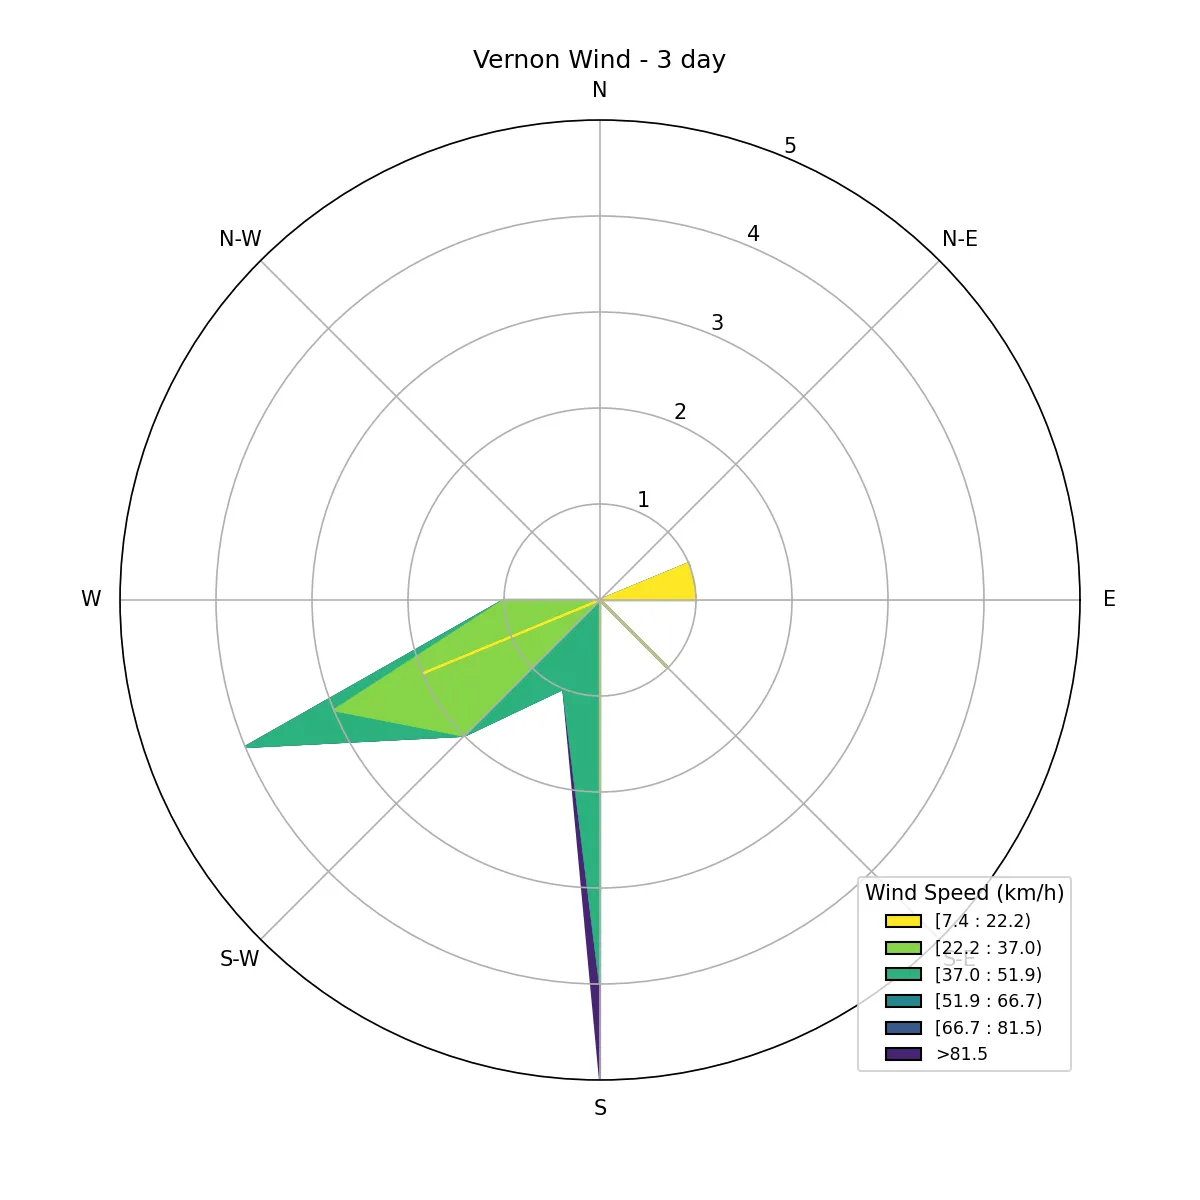 Vernon Wind - 3 day
N
5
N-W
N-E
4
3
2
1
W
E
Wind Speed (km/h)
[7.4 : 22.2)
[22.2 : 37.0)
S-W
S-E
[37.0 : 51.9)
[51.9 : 66.7)
[66.7 : 81.5)
>81.5
S